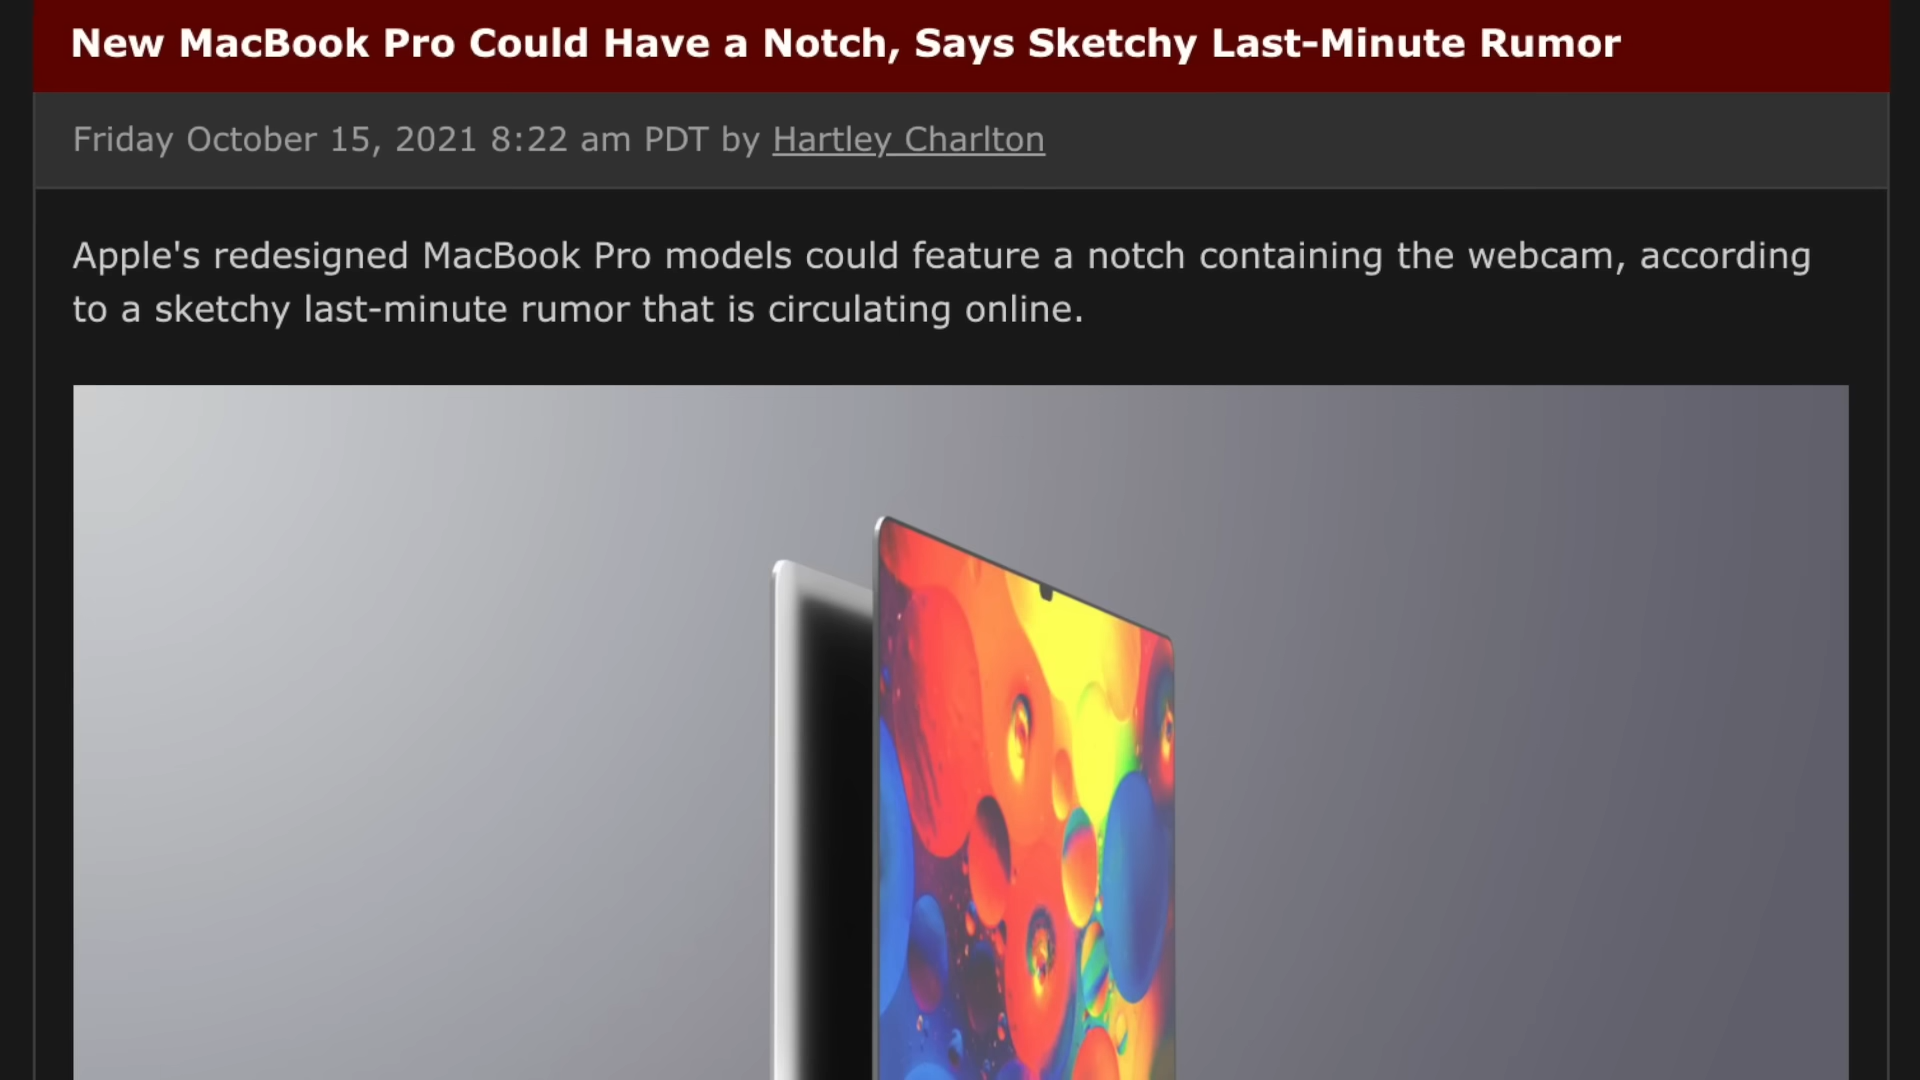 New MacBook Pro Could Have a Notch, Says Sketchy Last-Minute Rumor
Friday October 15, 2021 8:22 am PDT by Hartley Charlton
Apple's redesigned MacBook Pro models could feature a notch containing the webcam, according
to a sketchy last-minute rumor that is circulating online.